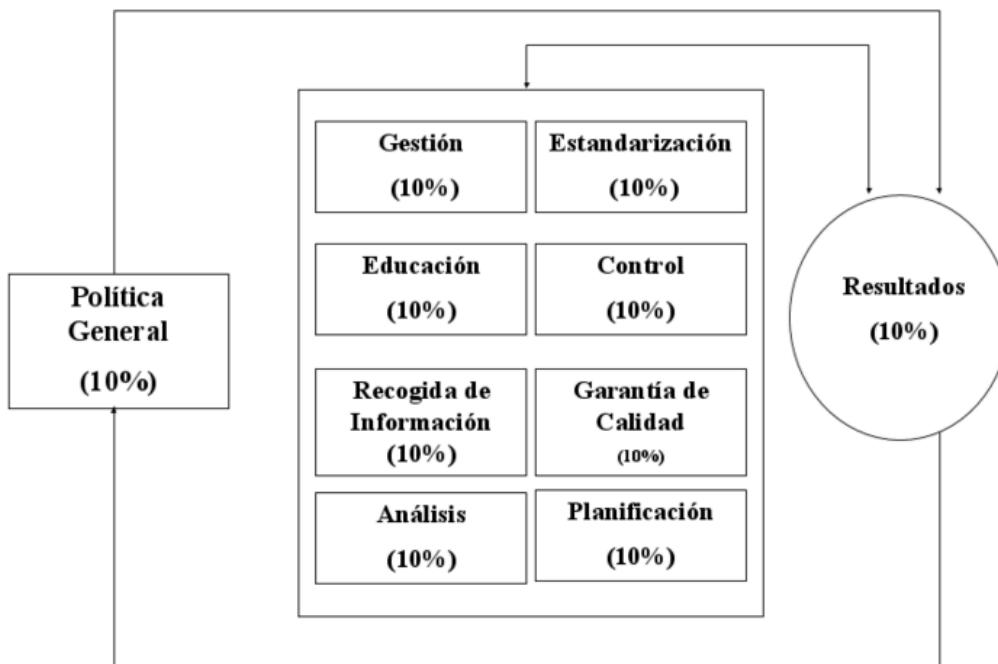 Gestión
(10%)
Estandarización
(10%)
Educación
(10%)
Control
(10%)
Política
General
(10%)
Resultados
(10%)
Recogida de
Información
(10%)
Garantía de
Calidad
(10%)
Análisis
(10%)
Planificación
(10%)